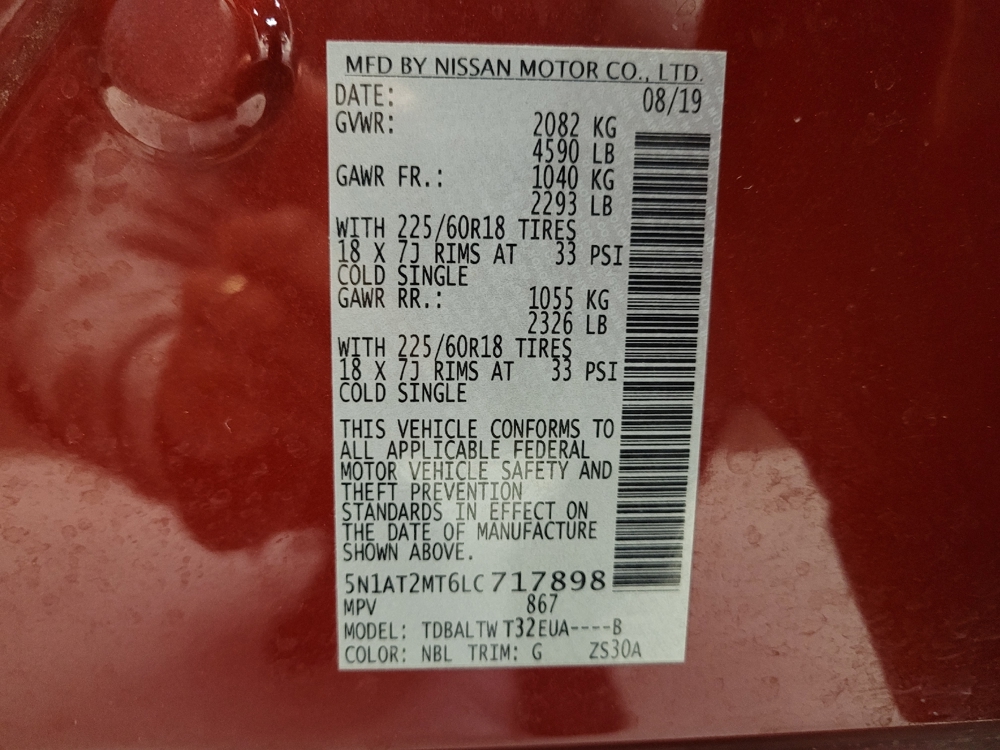 MFD BY NISSAN MOTOR CO., LTD.
DATE: 08/19
GVWR: 2082 KG
4590 LB
GAWR FR.: 1040 KG
2293 LB
WITH 225/60R18 TIRES
18 X 7J RIMS AT 33 PSI
COLD SINGLE
GAWR RR.: 1055 KG
2326 LB
WITH 225/60R18 TIRES
18 X 7J RIMS AT 33 PSI
COLD SINGLE
THIS VEHICLE CONFORMS TO
ALL APPLICABLE FEDERAL
MOTOR VEHICLE SAFETY AND
THEFT PREVENTION
STANDARDS IN EFFECT ON
THE DATE OF MANUFACTURE
SHOWN ABOVE.
5N1AT2MT6LC717898
MPV 867
MODEL: TDBALTW T32EUA----B
COLOR: NBL TRIM: G ZS30A